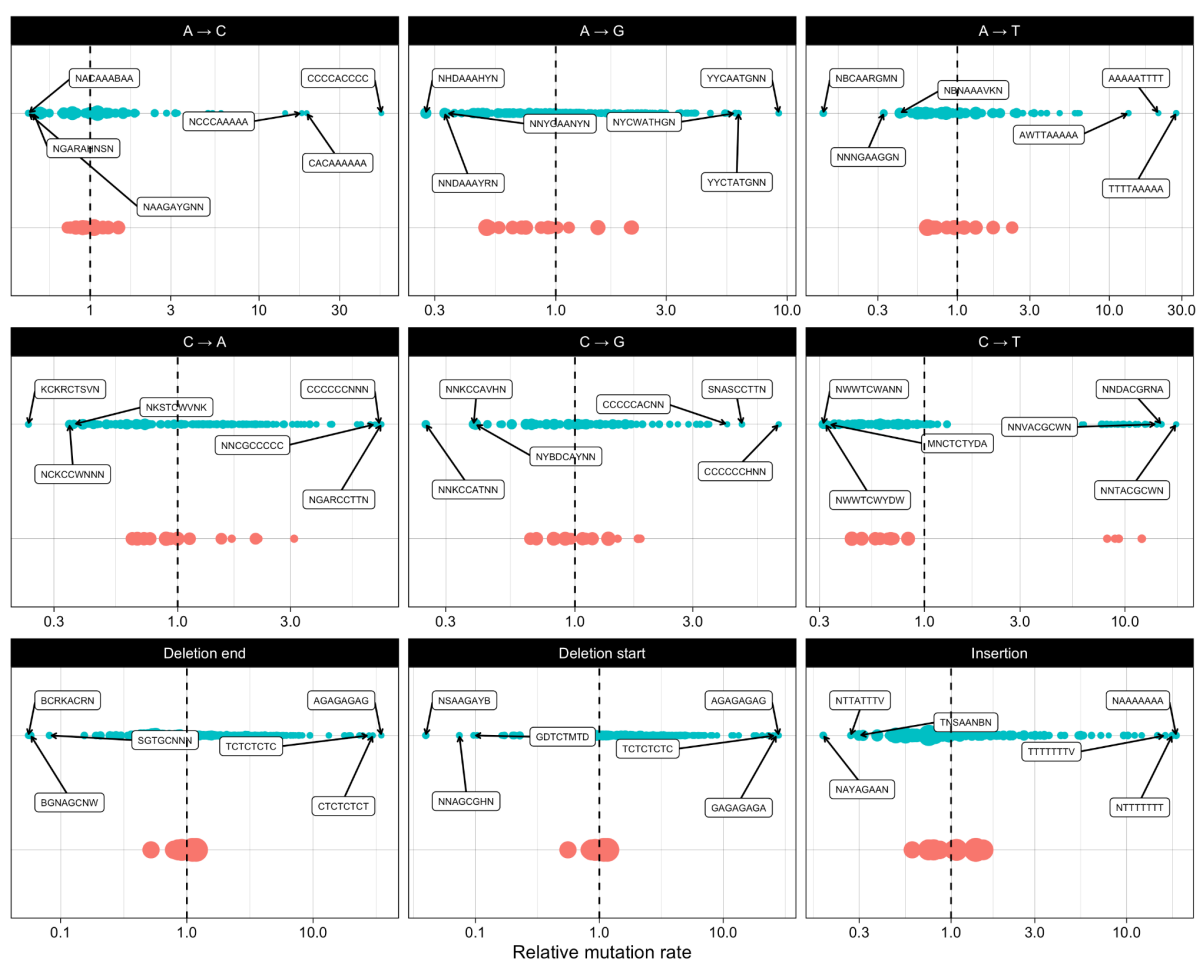 A → C
A → G
A → T
NACAAABAA
CCCCACCCC
NCCCAAAAA
NGARAHNSN
CACAAAAAA
NAAGAYGNN
NHDAAAHYN
YYCAATGNN
NNYGAANYN
NYCWATHGN
NNDAAAYRN
YYCTATGNN
NBCAARGMN
NBNAAAVKN
AAAAATTTT
AWTTAAAAA
NNNGAAGGN
TTTTAAAAA
1 3 10 30
0.3 1.0 3.0 10.0
0.3 1.0 3.0 10.0 30.0
C → A
C → G
C → T
KCKRCTSVN
NKSTCWVNK
CCCCCCNNN
NNCGCCCCC
NCKCCWNNN
NGARCCTTN
NNKCCAVHN
CCCCCACNN
SNASCCTTN
NYBDCAYNN
CCCCCCHNN
NNKCCATNN
NWWTCWANN
NNDACGRNA
NNVACGCWN
MNCTCTYDA
NWWTCWYDW
NNTACGCWN
0.3 1.0 3.0
0.3 1.0 3.0
0.3 1.0 3.0 10.0
Deletion end
Deletion start
Insertion
BCRKACRN
AGAGAGAG
SGTGCNNN
TCTCTCTC
BGNAGCNW
CTCTCTCT
NSAAGAYB
AGAGAGAG
GDTCTMTD
TCTCTCTC
NNAGCGHN
GAGAGAGA
NTTATTTV
TNSAANBN
NAAAAAAA
TTTTTTTV
NAYAGAAN
NTTTTTTT
0.1 1.0 10.0
0.1 1.0 10.0
0.3 1.0 3.0 10.0
Relative mutation rate